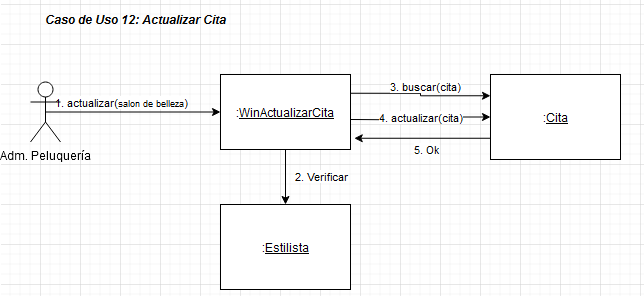 Caso de Uso 12: Actualizar Cita
1. actualizar(salon de belleza)
Adm. Peluquería
:WinActualizarCita
3. buscar(cita)
4. actualizar(cita)
5. Ok
:Cita
2. Verificar
:Estilista